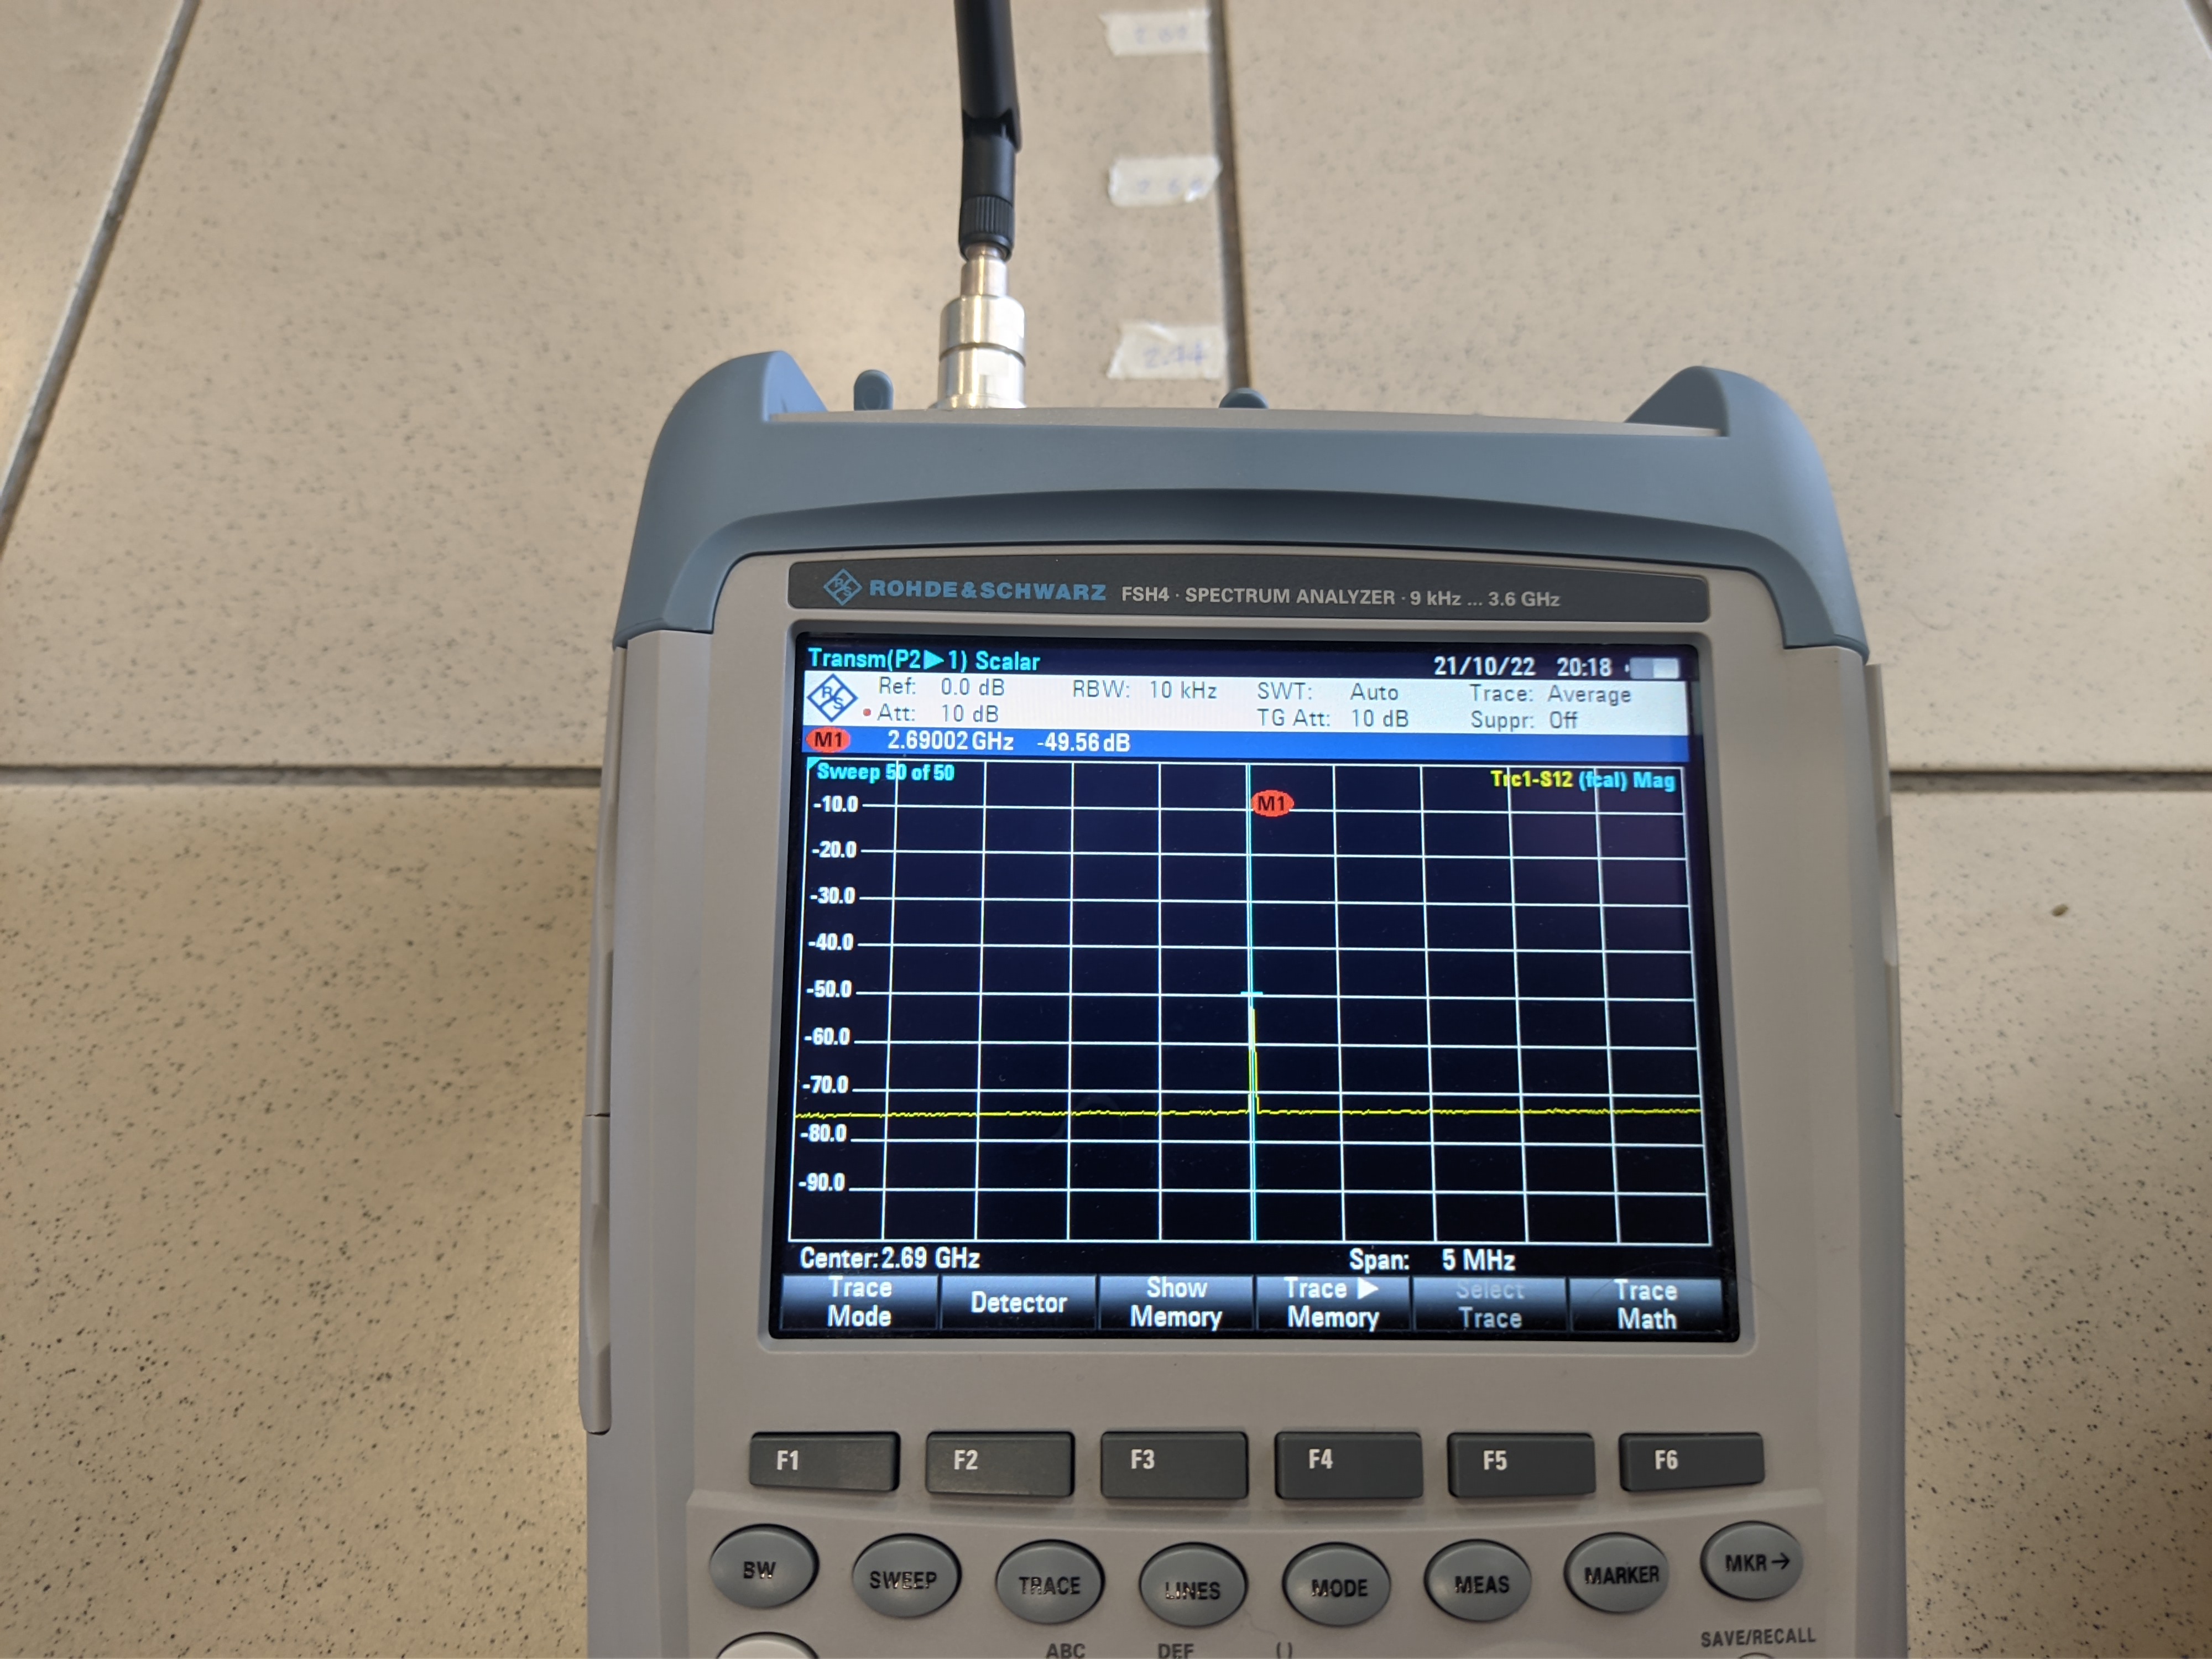 2.44
ROHDE&SCHWARZ FSH4 · SPECTRUM ANALYZER · 9 kHz ... 3.6 GHz
Transm(P2▶1) Scalar 21/10/22 20:18
Ref: 0.0 dB RBW: 10 kHz SWT: Auto Trace: Average
Att: 10 dB TG Att: 10 dB Suppr: Off
M1 2.69002 GHz -49.56 dB
Sweep 50 of 50 Trc1-S12 (fcal) Mag
M1
-10.0
-20.0
-30.0
-40.0
-50.0
-60.0
-70.0
-80.0
-90.0
Center: 2.69 GHz Span: 5 MHz
Trace Mode Detector Show Memory Trace ▶ Memory Select Trace Trace Math
F1 F2 F3 F4 F5 F6
BW SWEEP TRACE LINES MODE MEAS MARKER MKR→
ABC DEF () SAVE/RECALL